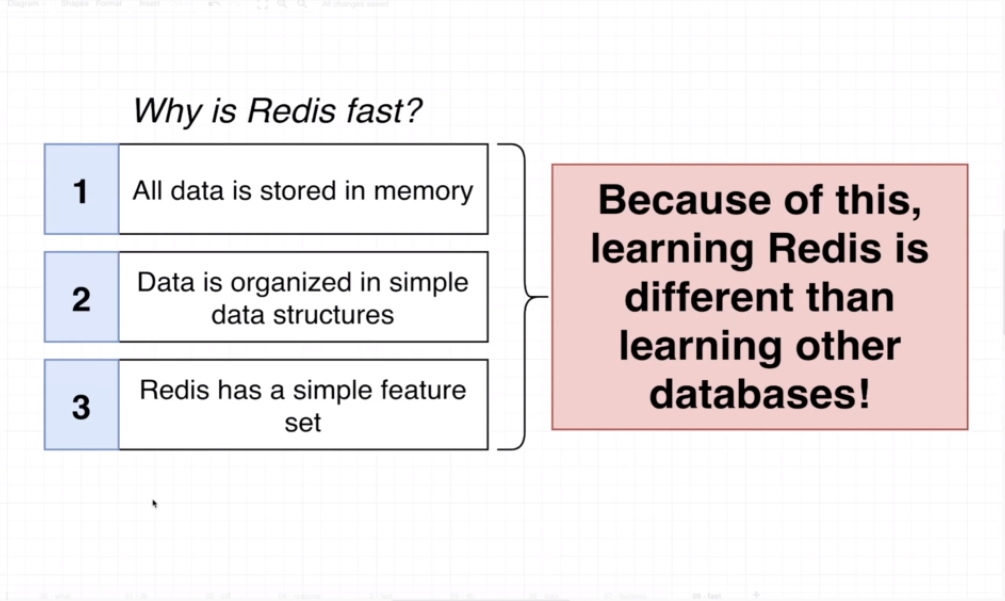 Why is Redis fast?
1
All data is stored in memory
2
Data is organized in simple
data structures
3
Redis has a simple feature
set
Because of this,
learning Redis is
different than
learning other
databases!